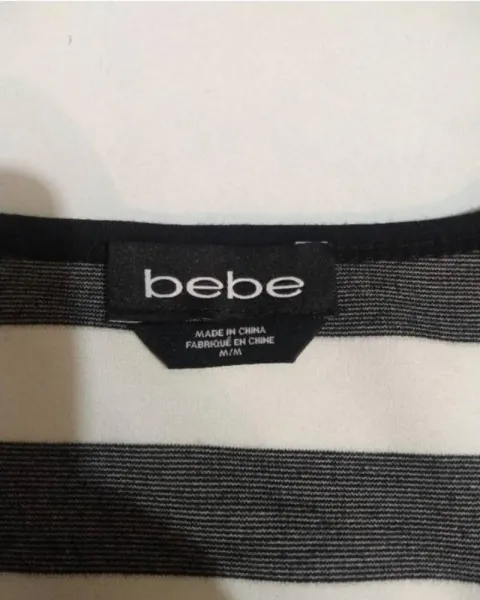 bebe
MADE IN CHINA
FABRIQUÉ EN CHINE
M/M